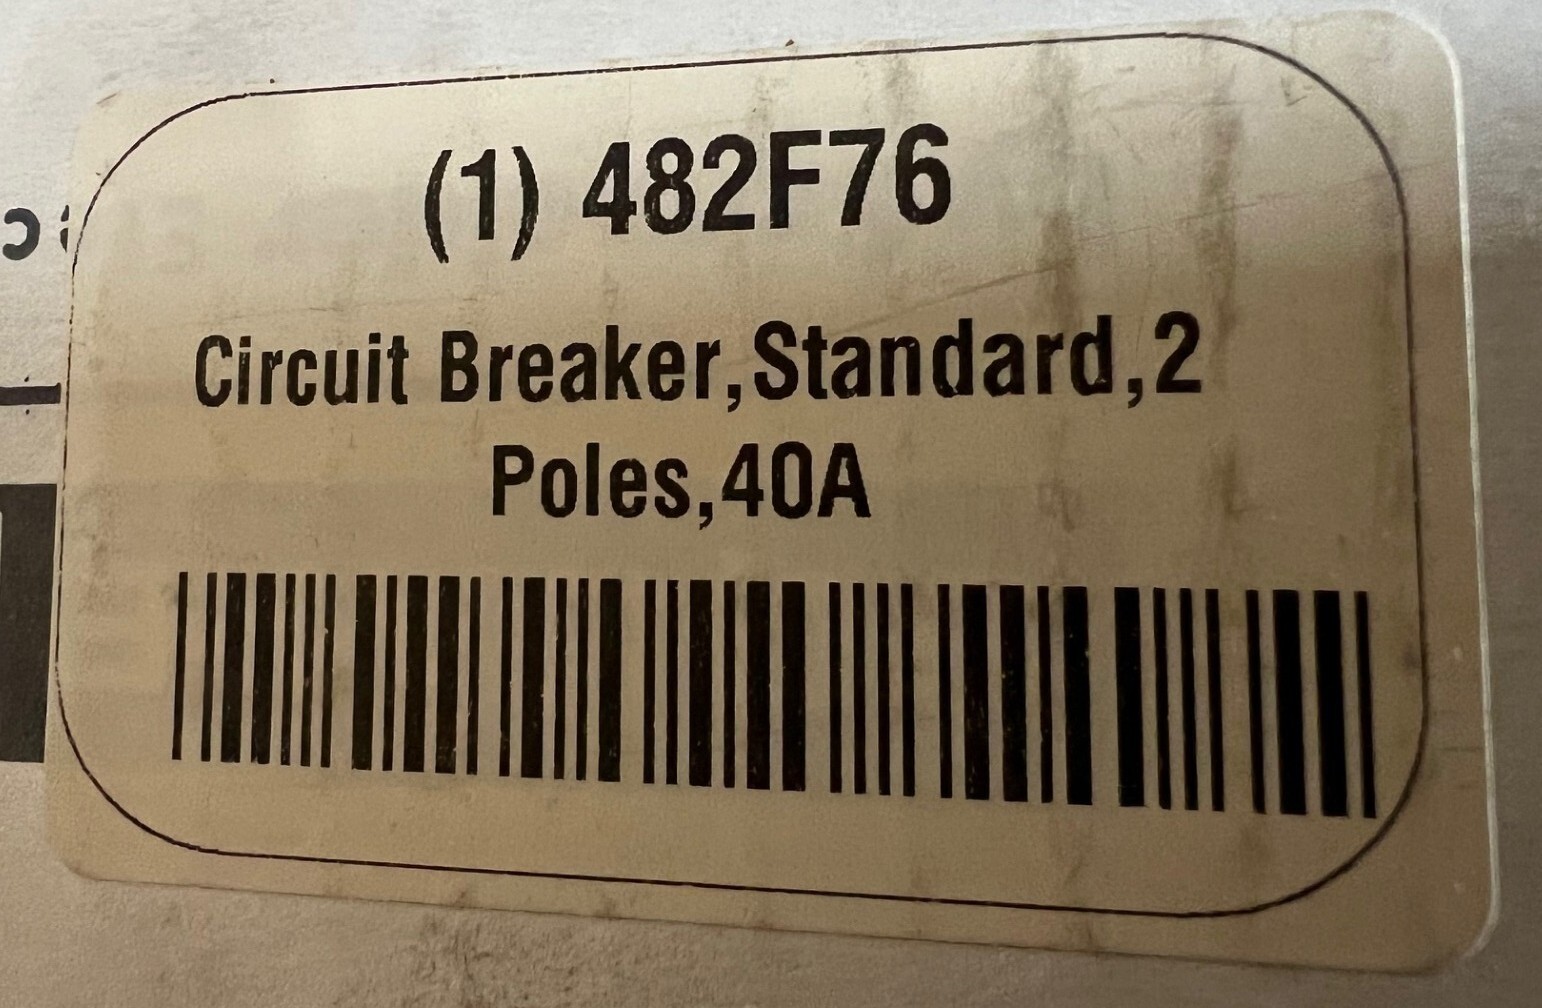 (1) 482F76
Circuit Breaker,Standard,2
Poles,40A